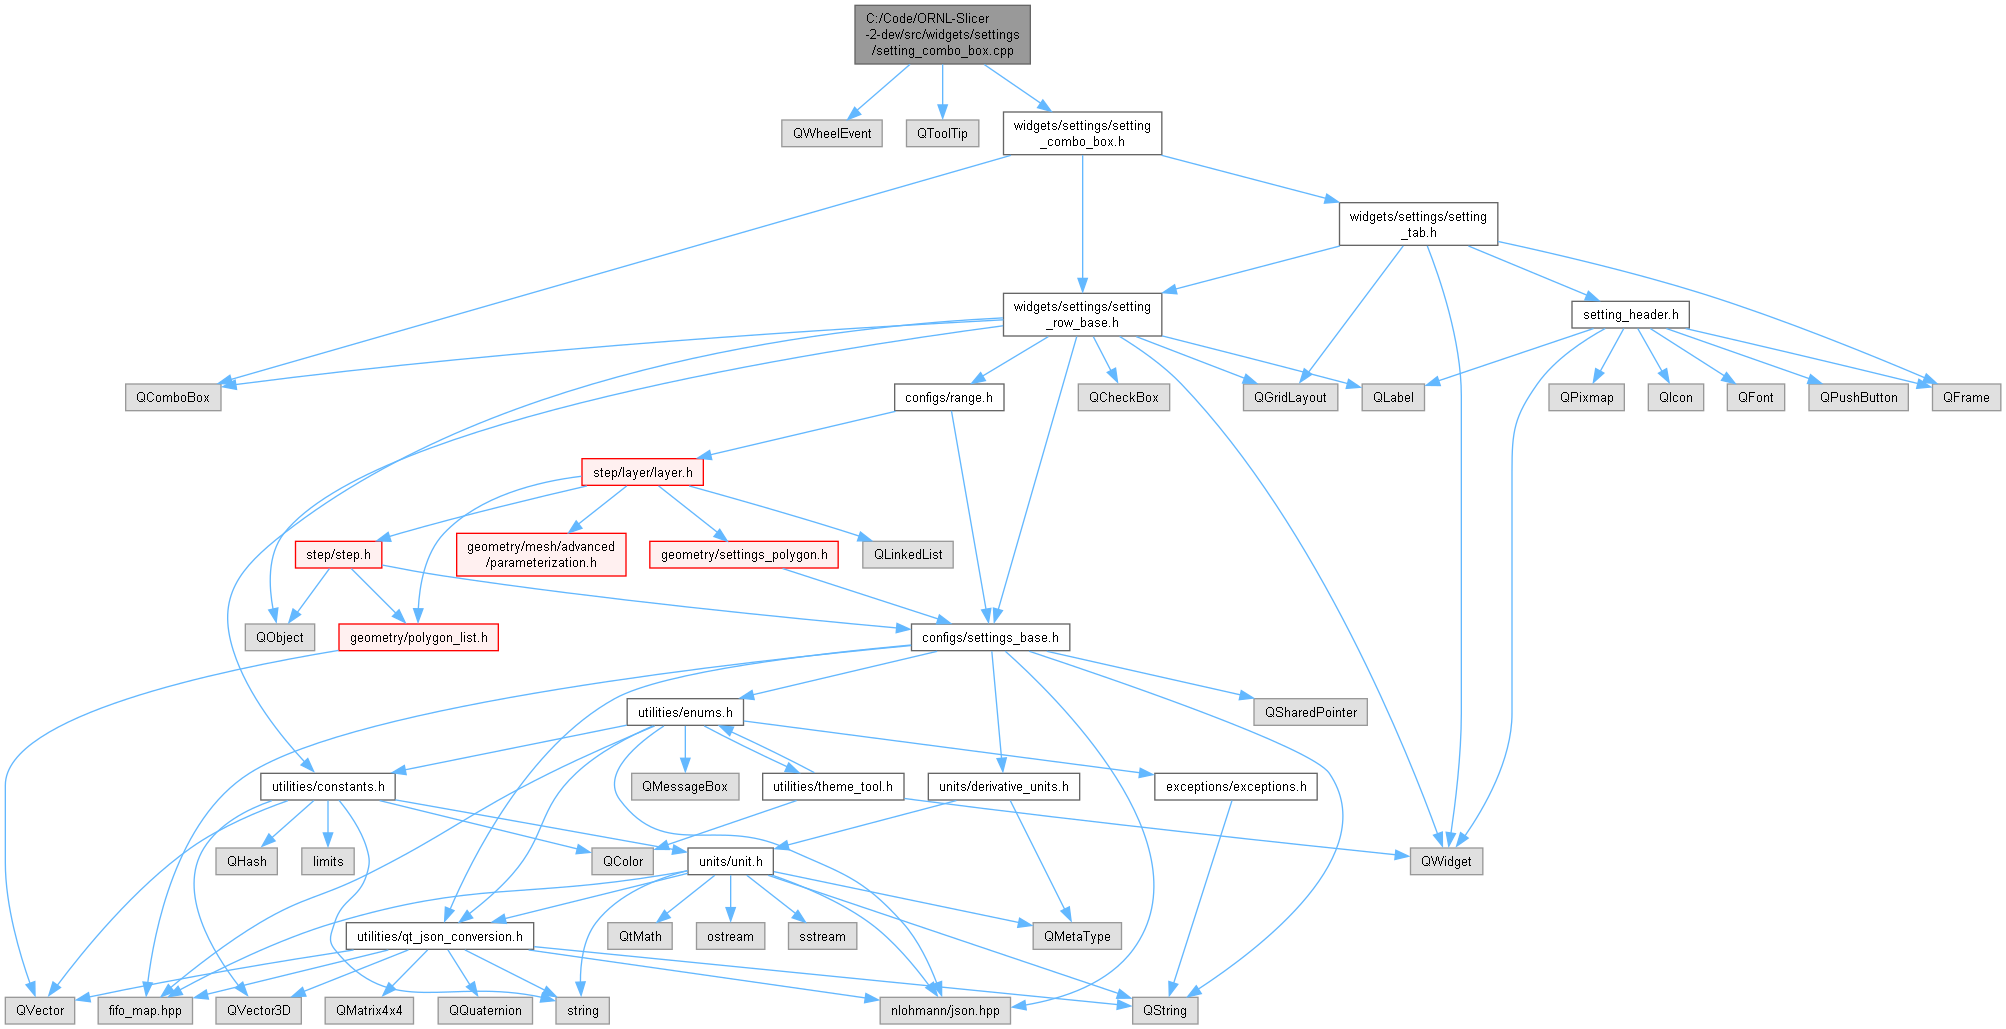 C:/Code/ORNL-Slicer
-2-dev/src/widgets/settings
/setting_combo_box.cpp
QWheelEvent
QToolTip
widgets/settings/setting
_combo_box.h
widgets/settings/setting
_tab.h
widgets/settings/setting
_row_base.h
setting_header.h
QComboBox
configs/range.h
QCheckBox
QGridLayout
QLabel
QPixmap
QIcon
QFont
QPushButton
QFrame
step/layer/layer.h
step/step.h
geometry/mesh/advanced
/parameterization.h
geometry/settings_polygon.h
QLinkedList
QObject
geometry/polygon_list.h
configs/settings_base.h
utilities/enums.h
QSharedPointer
utilities/constants.h
QMessageBox
utilities/theme_tool.h
units/derivative_units.h
exceptions/exceptions.h
QHash
limits
QColor
units/unit.h
QWidget
utilities/qt_json_conversion.h
QtMath
ostream
sstream
QMetaType
QVector
fifo_map.hpp
QVector3D
QMatrix4x4
QQuaternion
string
nlohmann/json.hpp
QString